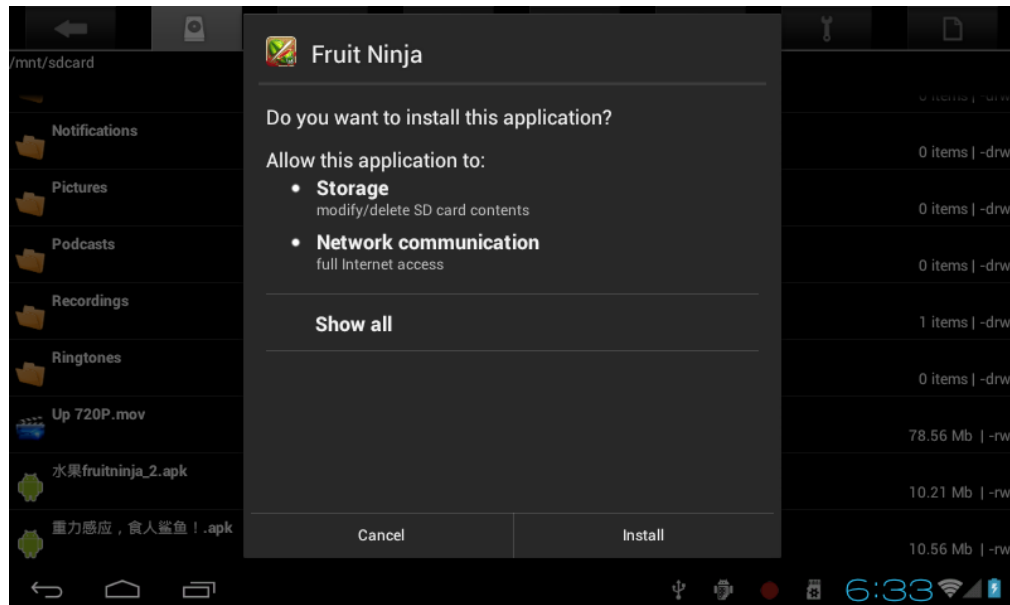 /mnt/sdcard
Fruit Ninja
Do you want to install this application?
Allow this application to:
Storage
modify/delete SD card contents
Network communication
full Internet access
Show all
Cancel
Install
Notifications
0 items | -drw
Pictures
0 items | -drw
Podcasts
0 items | -drw
Recordings
1 items | -drw
Ringtones
0 items | -drw
Up 720P.mov
78.56 Mb | -rw
水果fruitninja_2.apk
10.21 Mb | -rw
重力感应，食人鲨鱼！.apk
10.56 Mb | -rw
6:33